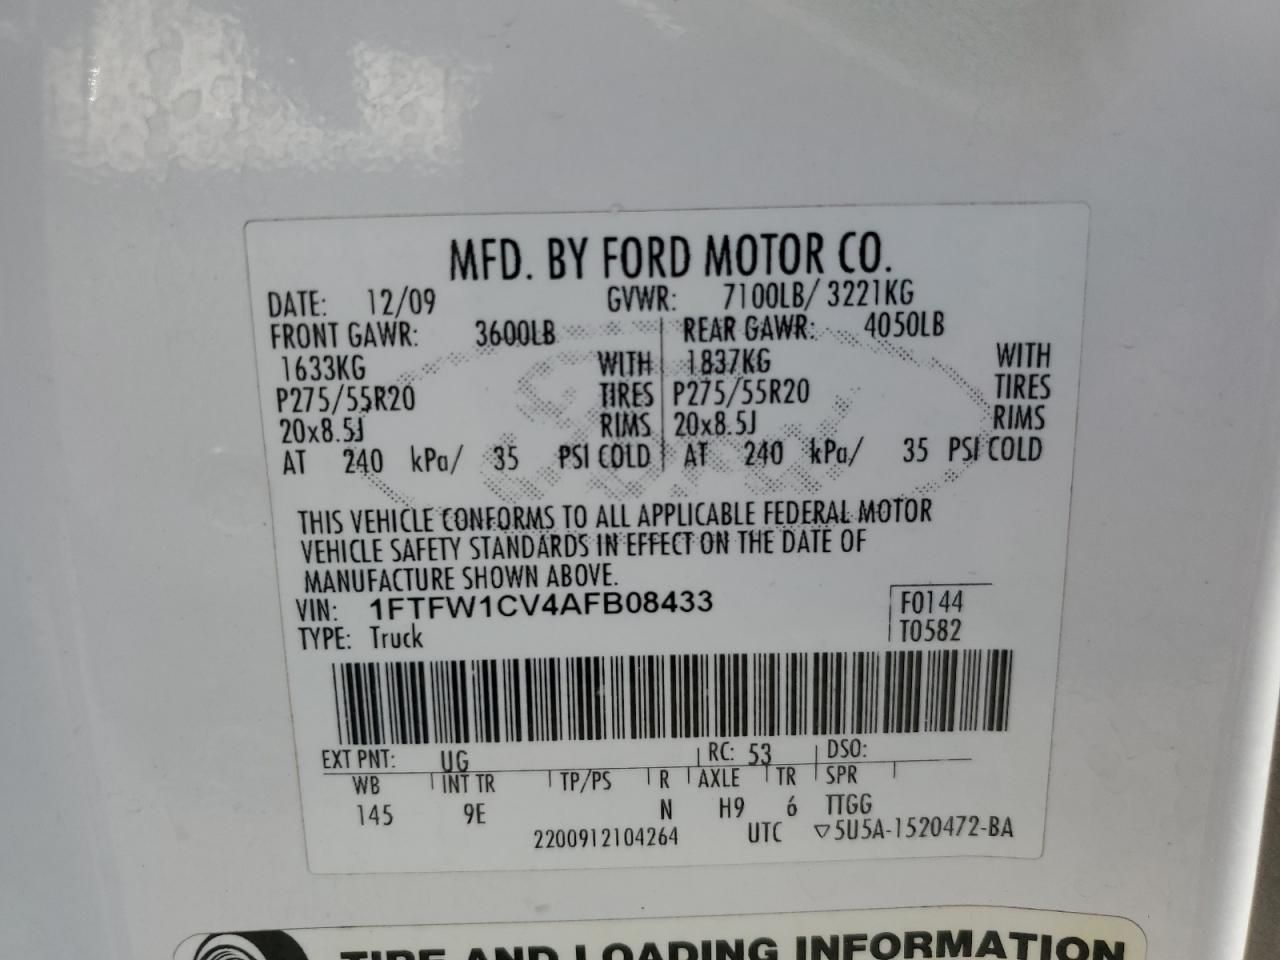 MFD. BY FORD MOTOR CO.
DATE: 12/09 GVWR: 7100LB/ 3221KG
FRONT GAWR: 3600LB REAR GAWR: 4050LB
1633KG WITH 1837KG WITH
P275/55R20 TIRES P275/55R20 TIRES
20x8.5J RIMS 20x8.5J RIMS
AT 240 kPa/ 35 PSI COLD AT 240 kPa/ 35 PSI COLD
THIS VEHICLE CONFORMS TO ALL APPLICABLE FEDERAL MOTOR
VEHICLE SAFETY STANDARDS IN EFFECT ON THE DATE OF
MANUFACTURE SHOWN ABOVE.
VIN: 1FTFW1CV4AFB08433 F0144
TYPE: Truck T0582
EXT PNT: UG RC: 53 DSO:
WB INT TR TP/PS R AXLE TR SPR
145 9E N H9 6 TTGG
2200912104264 UTC ▽5U5A-1520472-BA
TIRE AND LOADING INFORMATION